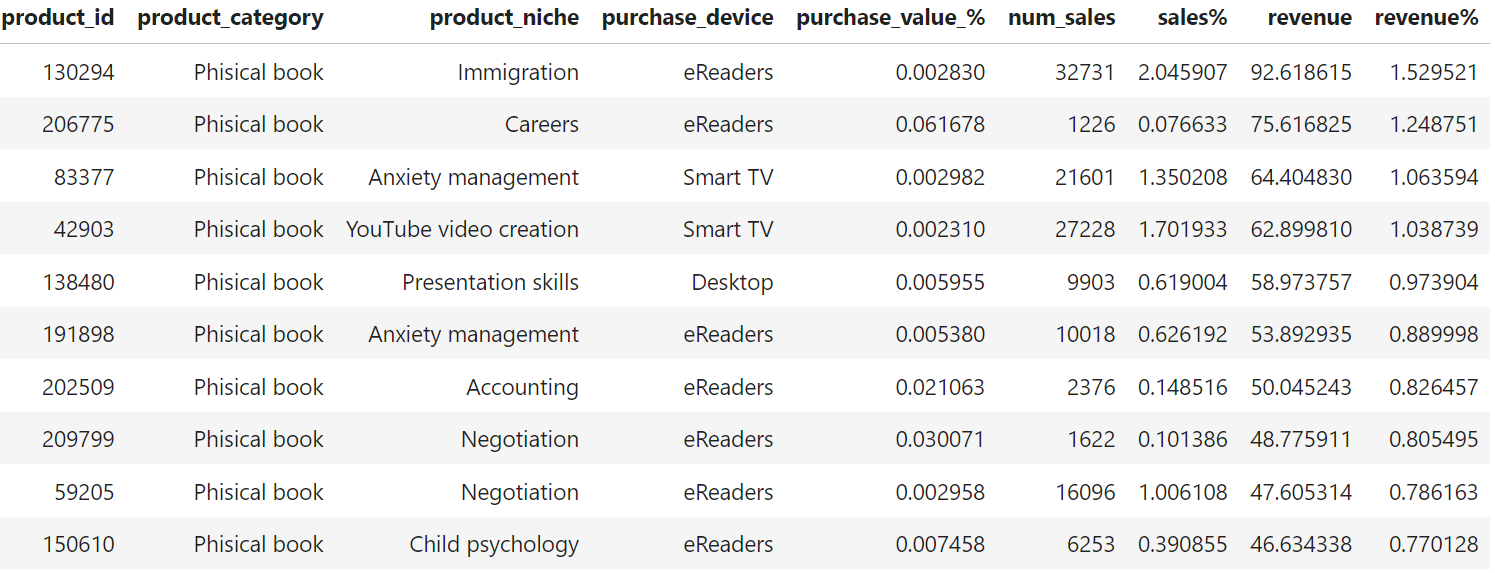 product_id product_category product_niche purchase_device purchase_value_% num_sales sales% revenue revenue%
130294 Phisical book Immigration eReaders 0.002830 32731 2.045907 92.618615 1.529521
206775 Phisical book Careers eReaders 0.061678 1226 0.076633 75.616825 1.248751
83377 Phisical book Anxiety management Smart TV 0.002982 21601 1.350208 64.404830 1.063594
42903 Phisical book YouTube video creation Smart TV 0.002310 27228 1.701933 62.899810 1.038739
138480 Phisical book Presentation skills Desktop 0.005955 9903 0.619004 58.973757 0.973904
191898 Phisical book Anxiety management eReaders 0.005380 10018 0.626192 53.892935 0.889998
202509 Phisical book Accounting eReaders 0.021063 2376 0.148516 50.045243 0.826457
209799 Phisical book Negotiation eReaders 0.030071 1622 0.101386 48.775911 0.805495
59205 Phisical book Negotiation eReaders 0.002958 16096 1.006108 47.605314 0.786163
150610 Phisical book Child psychology eReaders 0.007458 6253 0.390855 46.634338 0.770128